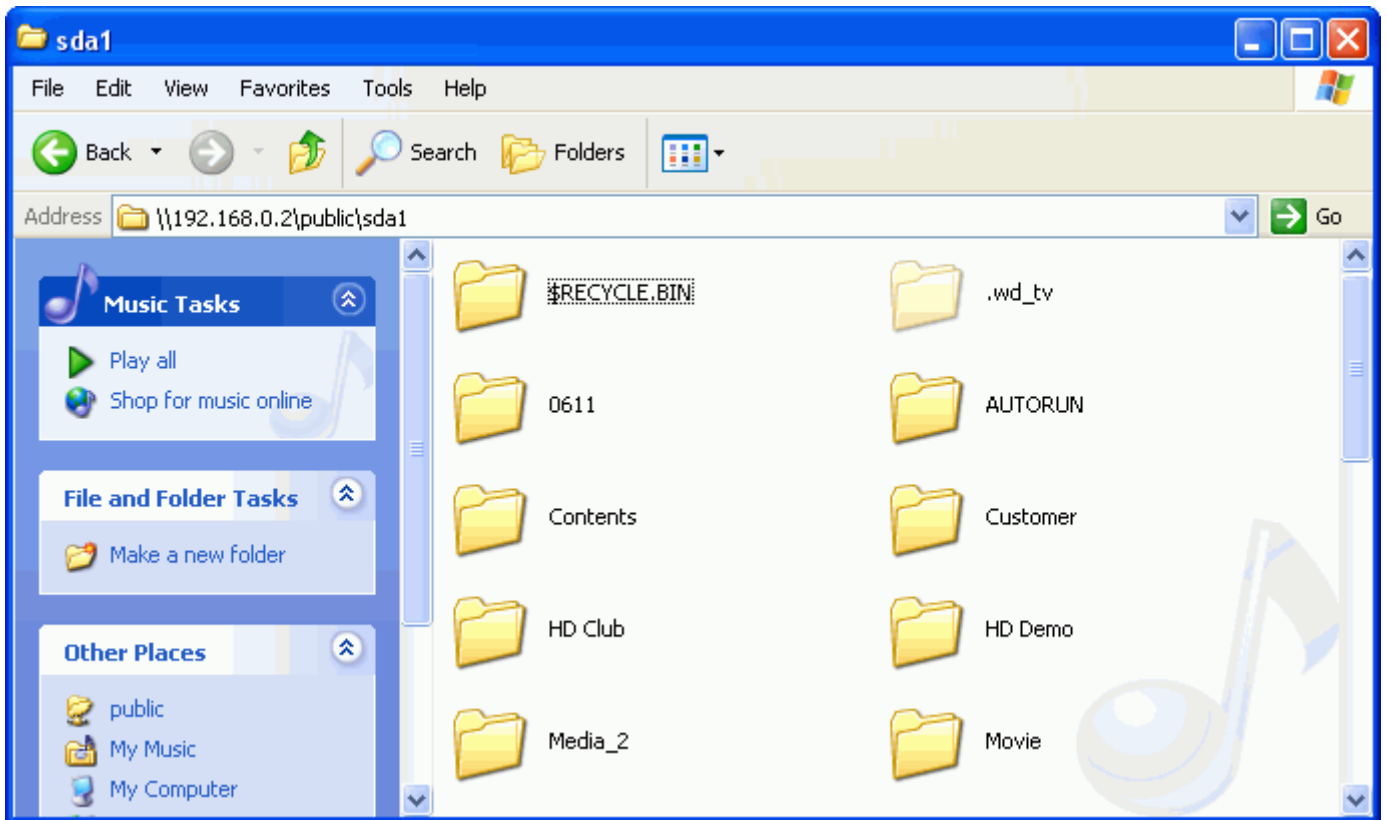 sda1
File Edit View Favorites Tools Help
Back Search Folders
Address \\192.168.0.2\public\sda1 Go
Music Tasks
Play all
Shop for music online
File and Folder Tasks
Make a new folder
Other Places
public
My Music
My Computer
$RECYCLE.BIN .wd_tv
0611 AUTORUN
Contents Customer
HD Club HD Demo
Media_2 Movie